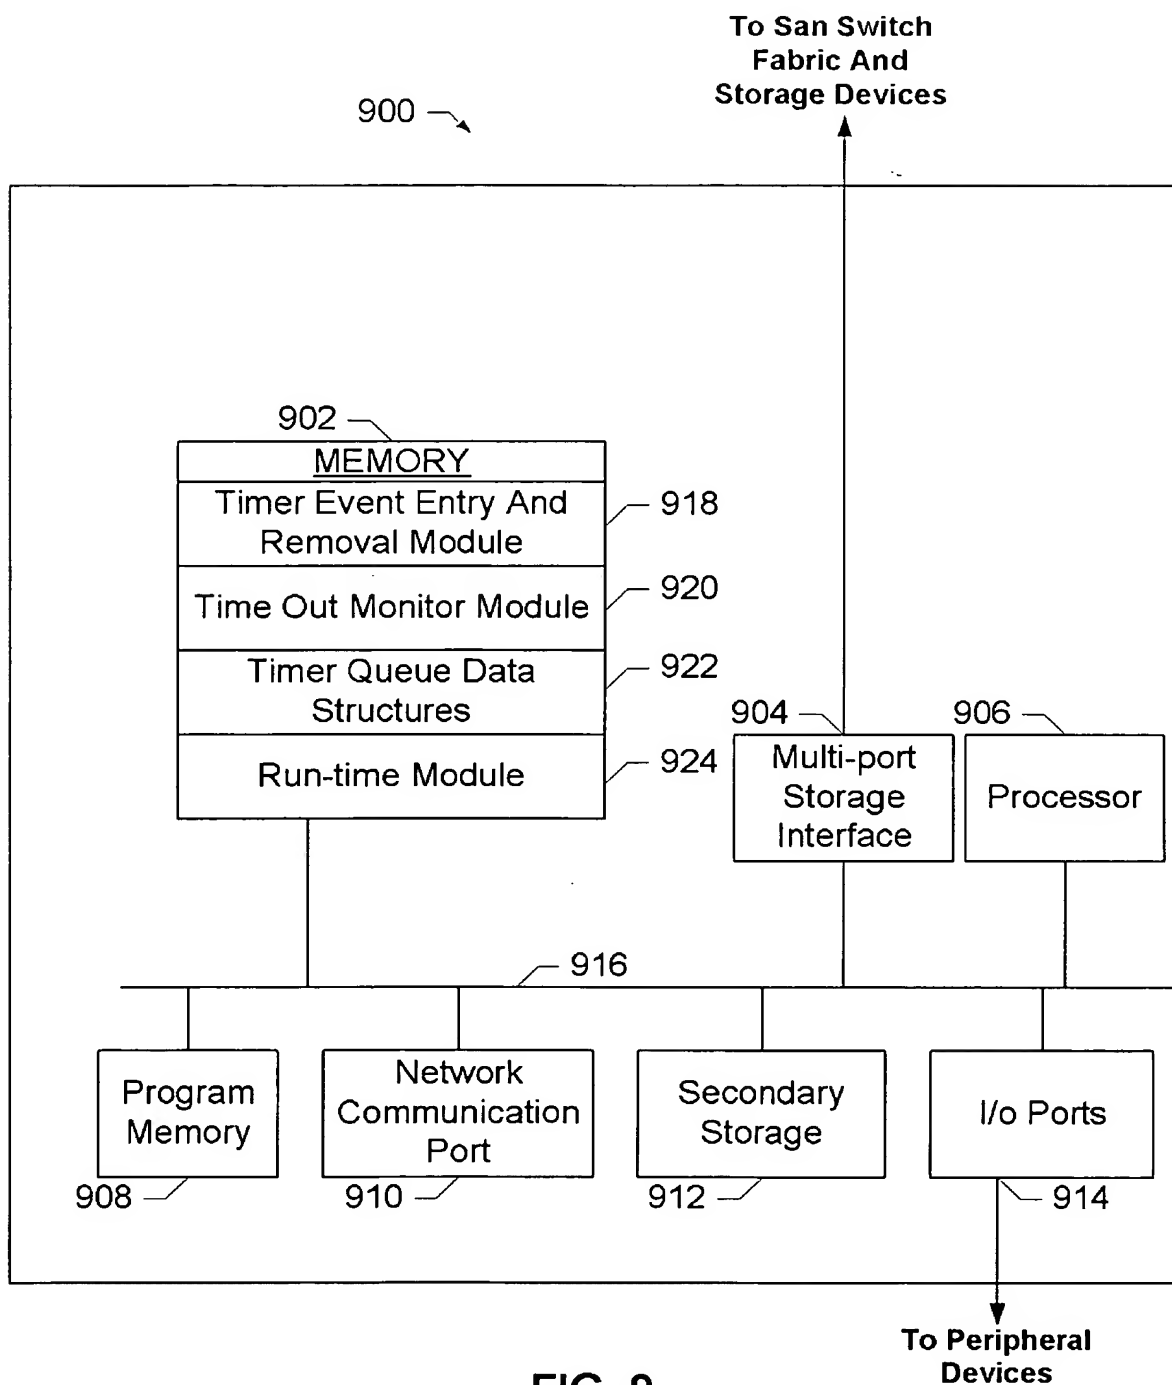 To San Switch
Fabric And
Storage Devices
900
902
MEMORY
Timer Event Entry And
Removal Module
918
Time Out Monitor Module
920
Timer Queue Data
Structures
922
Run-time Module
924
904
Multi-port
Storage
Interface
906
Processor
916
Program
Memory
908
Network
Communication
Port
910
Secondary
Storage
912
I/o Ports
914
To Peripheral
Devices